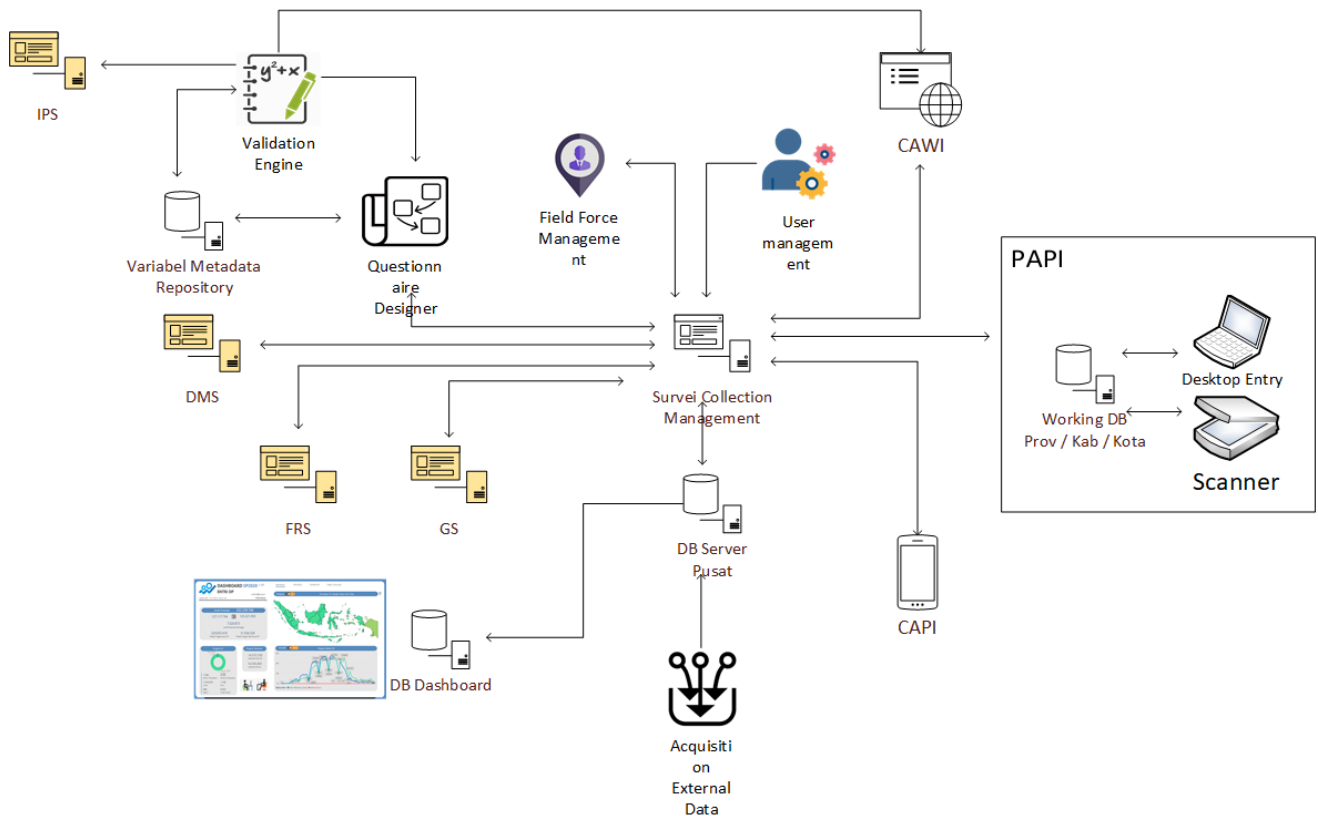 IPS
y²+x
Validation
Engine
CAWI
Field Force
Manageme
nt
User
managem
ent
Variabel Metadata
Repository
Questionn
aire
Designer
PAPI
Desktop Entry
Working DB
Prov / Kab / Kota
Scanner
DMS
Survei Collection
Management
FRS
GS
DB Server
Pusat
CAPI
DB Dashboard
Acquisiti
on
External
Data